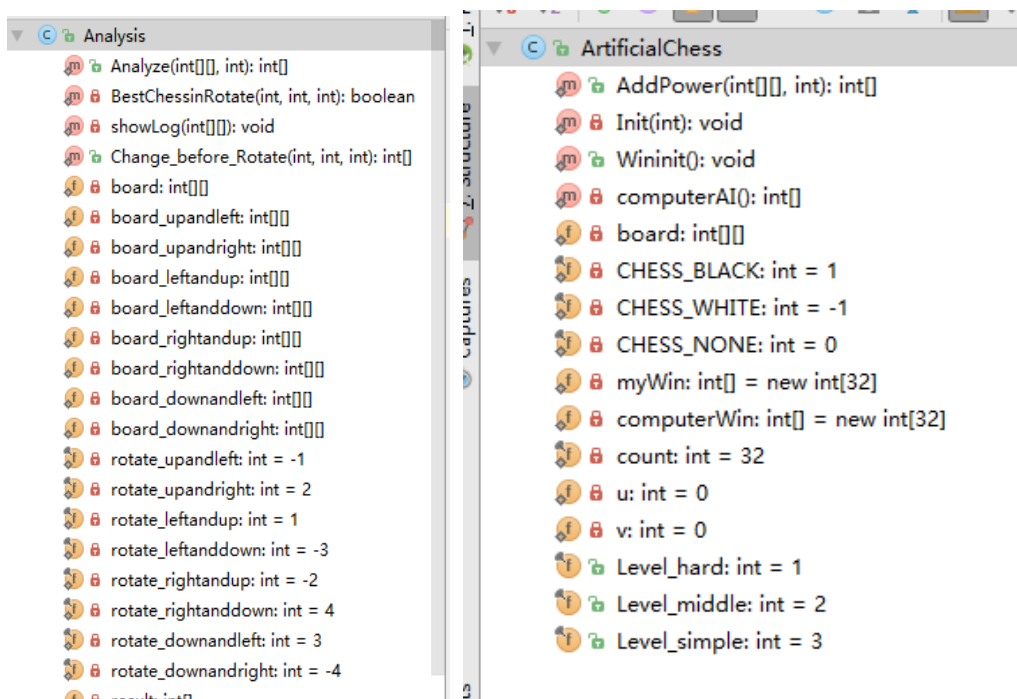 Analysis
Analyze(int[][], int): int[]
BestChessinRotate(int, int, int): boolean
showLog(int[][]): void
Change_before_Rotate(int, int, int): int[]
board: int[][]
board_upandleft: int[][]
board_upandright: int[][]
board_leftandup: int[][]
board_leftanddown: int[][]
board_rightandup: int[][]
board_rightanddown: int[][]
board_downandleft: int[][]
board_downandright: int[][]
rotate_upandleft: int = -1
rotate_upandright: int = 2
rotate_leftandup: int = 1
rotate_leftanddown: int = -3
rotate_rightandup: int = -2
rotate_rightanddown: int = 4
rotate_downandleft: int = 3
rotate_downandright: int = -4
result: int[]
Structure
Captures
ArtificialChess
AddPower(int[][], int): int[]
Init(int): void
Wininit(): void
computerAI(): int[]
board: int[][]
CHESS_BLACK: int = 1
CHESS_WHITE: int = -1
CHESS_NONE: int = 0
myWin: int[] = new int[32]
computerWin: int[] = new int[32]
count: int = 32
u: int = 0
v: int = 0
Level_hard: int = 1
Level_middle: int = 2
Level_simple: int = 3